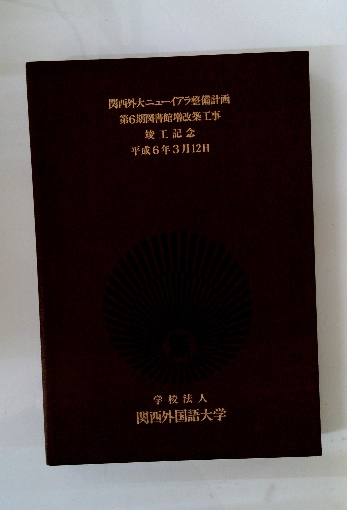 関西外大ニューイアラ整備計画
第6期図書館増改築工事
竣工記念
平成6年3月12日
学校法人
関西外国語大学